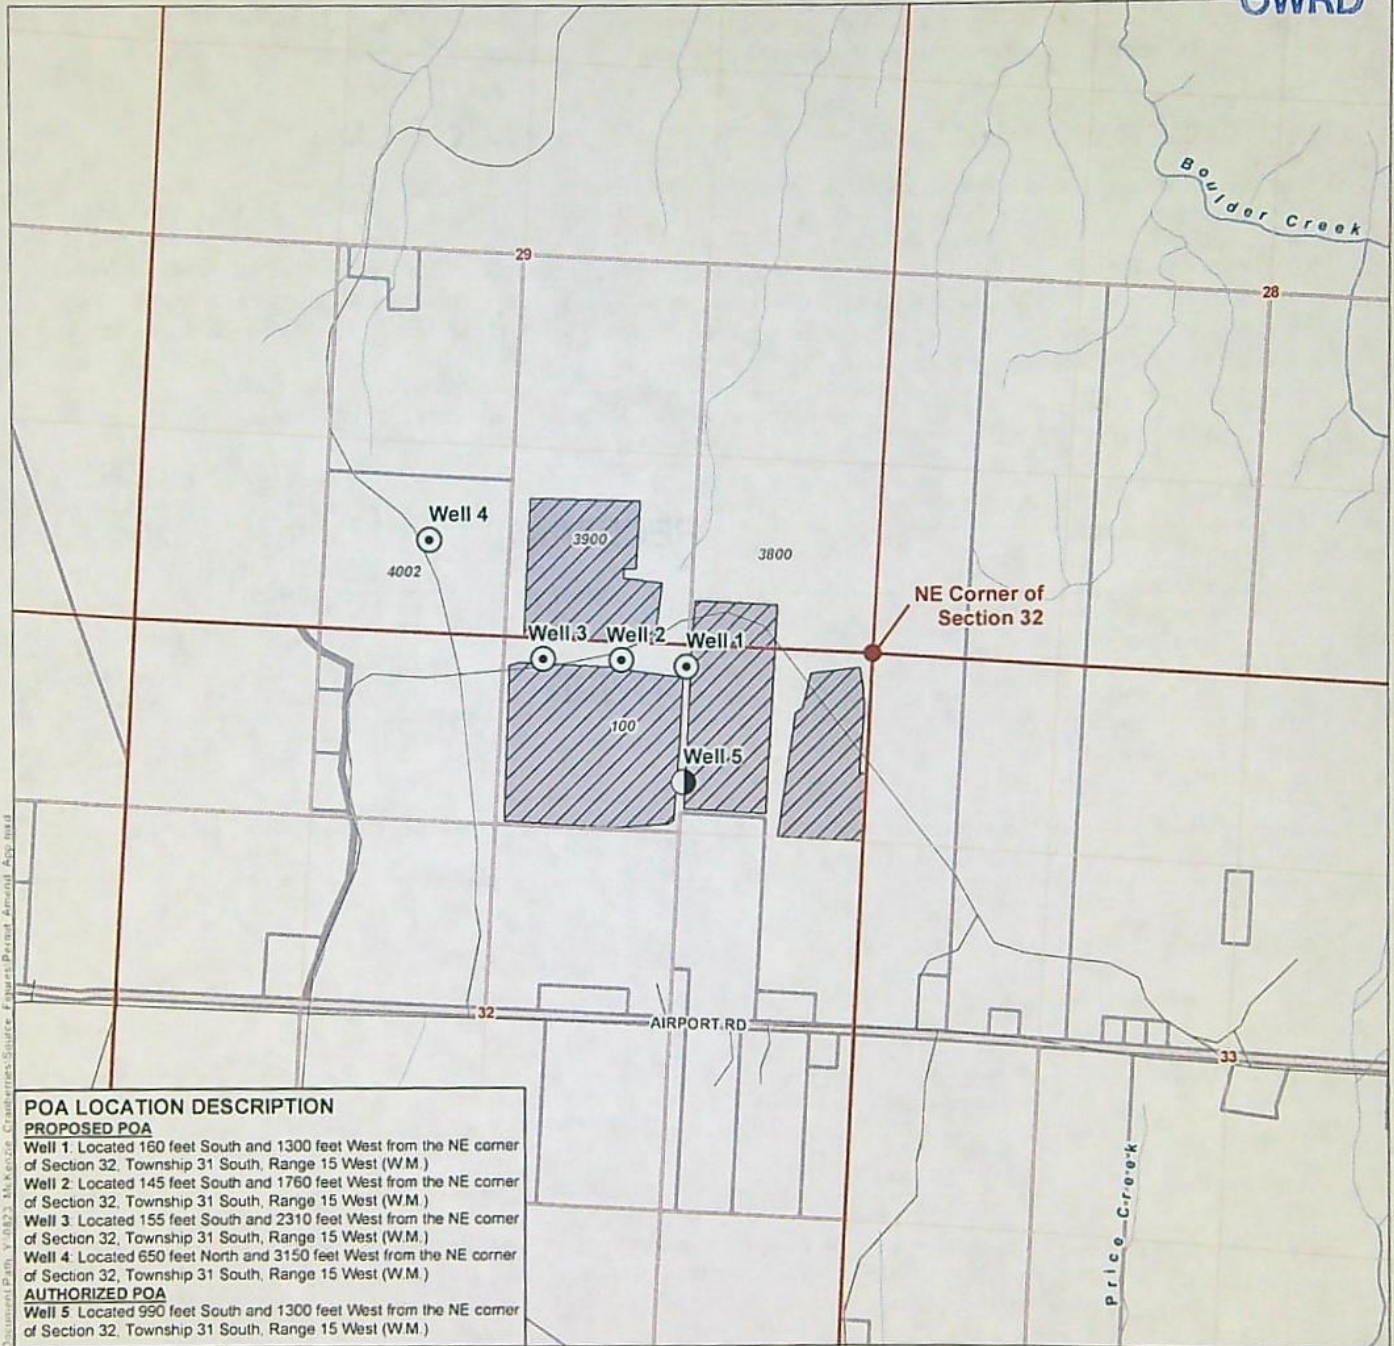 OWRD
Boulder Creek
29
28
Well 4
3900
3800
4002
NE Corner of
Section 32
Well 3
Well 2
Well 1
100
Well 5
32
AIRPORT RD
33
Price Creek
POA LOCATION DESCRIPTION
PROPOSED POA
Well 1. Located 160 feet South and 1300 feet West from the NE corner
of Section 32, Township 31 South, Range 15 West (W.M.)
Well 2: Located 145 feet South and 1760 feet West from the NE corner
of Section 32, Township 31 South, Range 15 West (W.M.)
Well 3: Located 155 feet South and 2310 feet West from the NE corner
of Section 32, Township 31 South, Range 15 West (W.M.)
Well 4: Located 650 feet North and 3150 feet West from the NE corner
of Section 32, Township 31 South, Range 15 West (W.M.)
AUTHORIZED POA
Well 5: Located 990 feet South and 1300 feet West from the NE corner
of Section 32, Township 31 South, Range 15 West (W.M.)